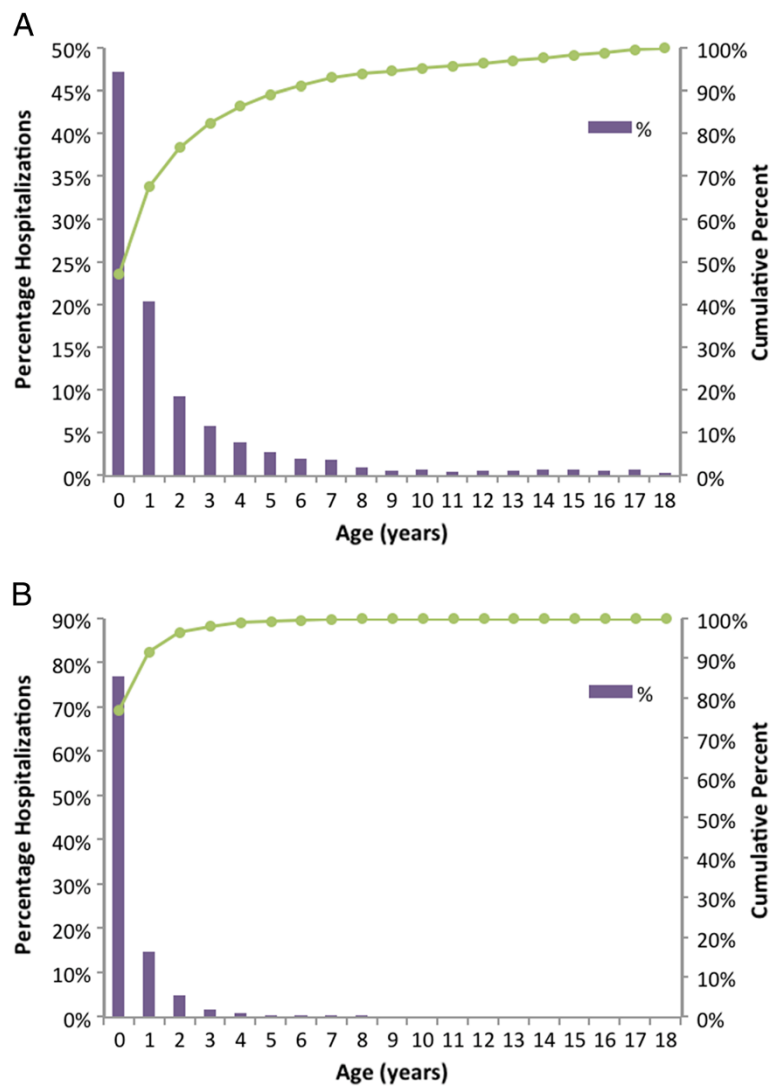 A
50% 100%
45% 90%
40% 80%
35% 70%
30% 60%
25% 50%
20% 40%
15% 30%
10% 20%
5% 10%
0% 0%
Percentage Hospitalizations
Cumulative Percent
%
0 1 2 3 4 5 6 7 8 9 10 11 12 13 14 15 16 17 18
Age (years)
B
90% 100%
80% 90%
70% 80%
60% 70%
50% 60%
40% 50%
30% 40%
20% 30%
10% 20%
0% 10%
0%
Percentage Hospitalizations
Cumulative Percent
%
0 1 2 3 4 5 6 7 8 9 10 11 12 13 14 15 16 17 18
Age (years)